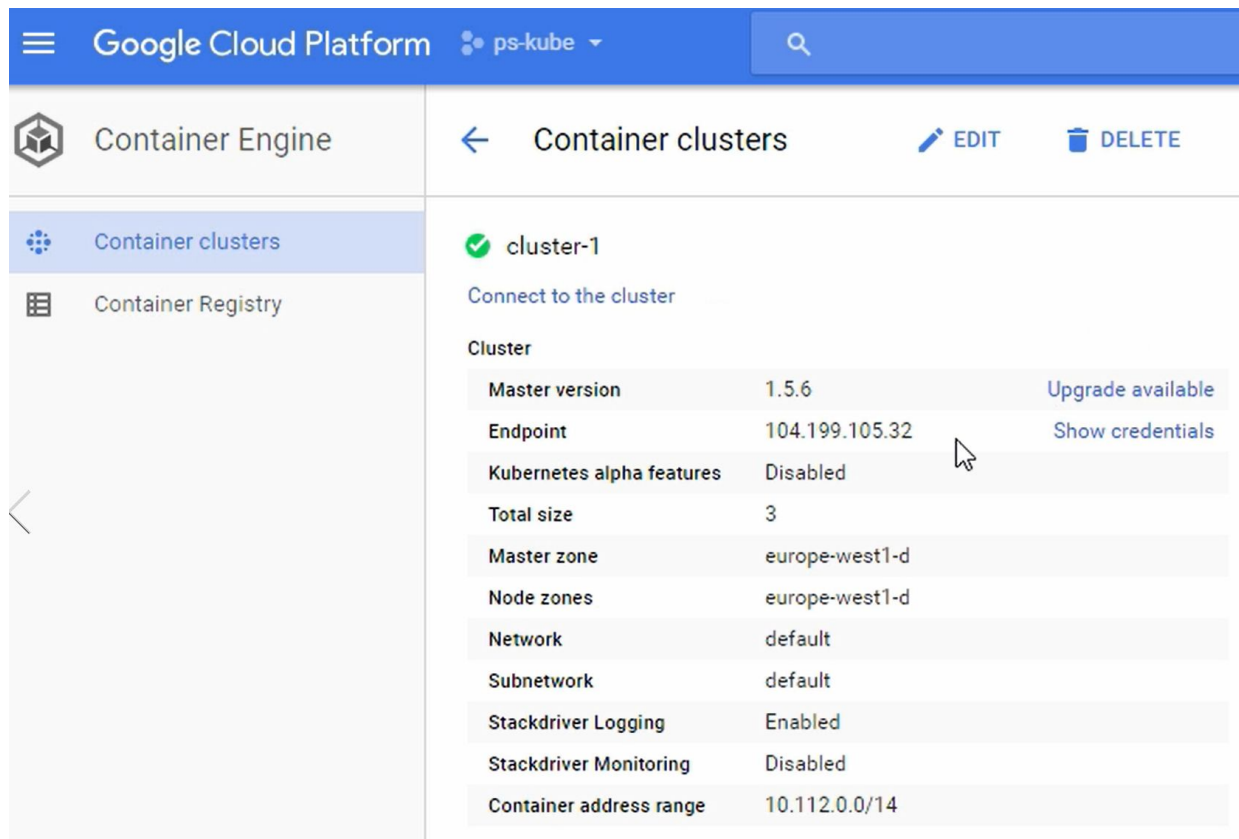 Google Cloud Platform ps-kube
Container Engine
Container clusters EDIT DELETE
Container clusters
Container Registry
cluster-1
Connect to the cluster
Cluster
Master version 1.5.6 Upgrade available
Endpoint 104.199.105.32 Show credentials
Kubernetes alpha features Disabled
Total size 3
Master zone europe-west1-d
Node zones europe-west1-d
Network default
Subnetwork default
Stackdriver Logging Enabled
Stackdriver Monitoring Disabled
Container address range 10.112.0.0/14